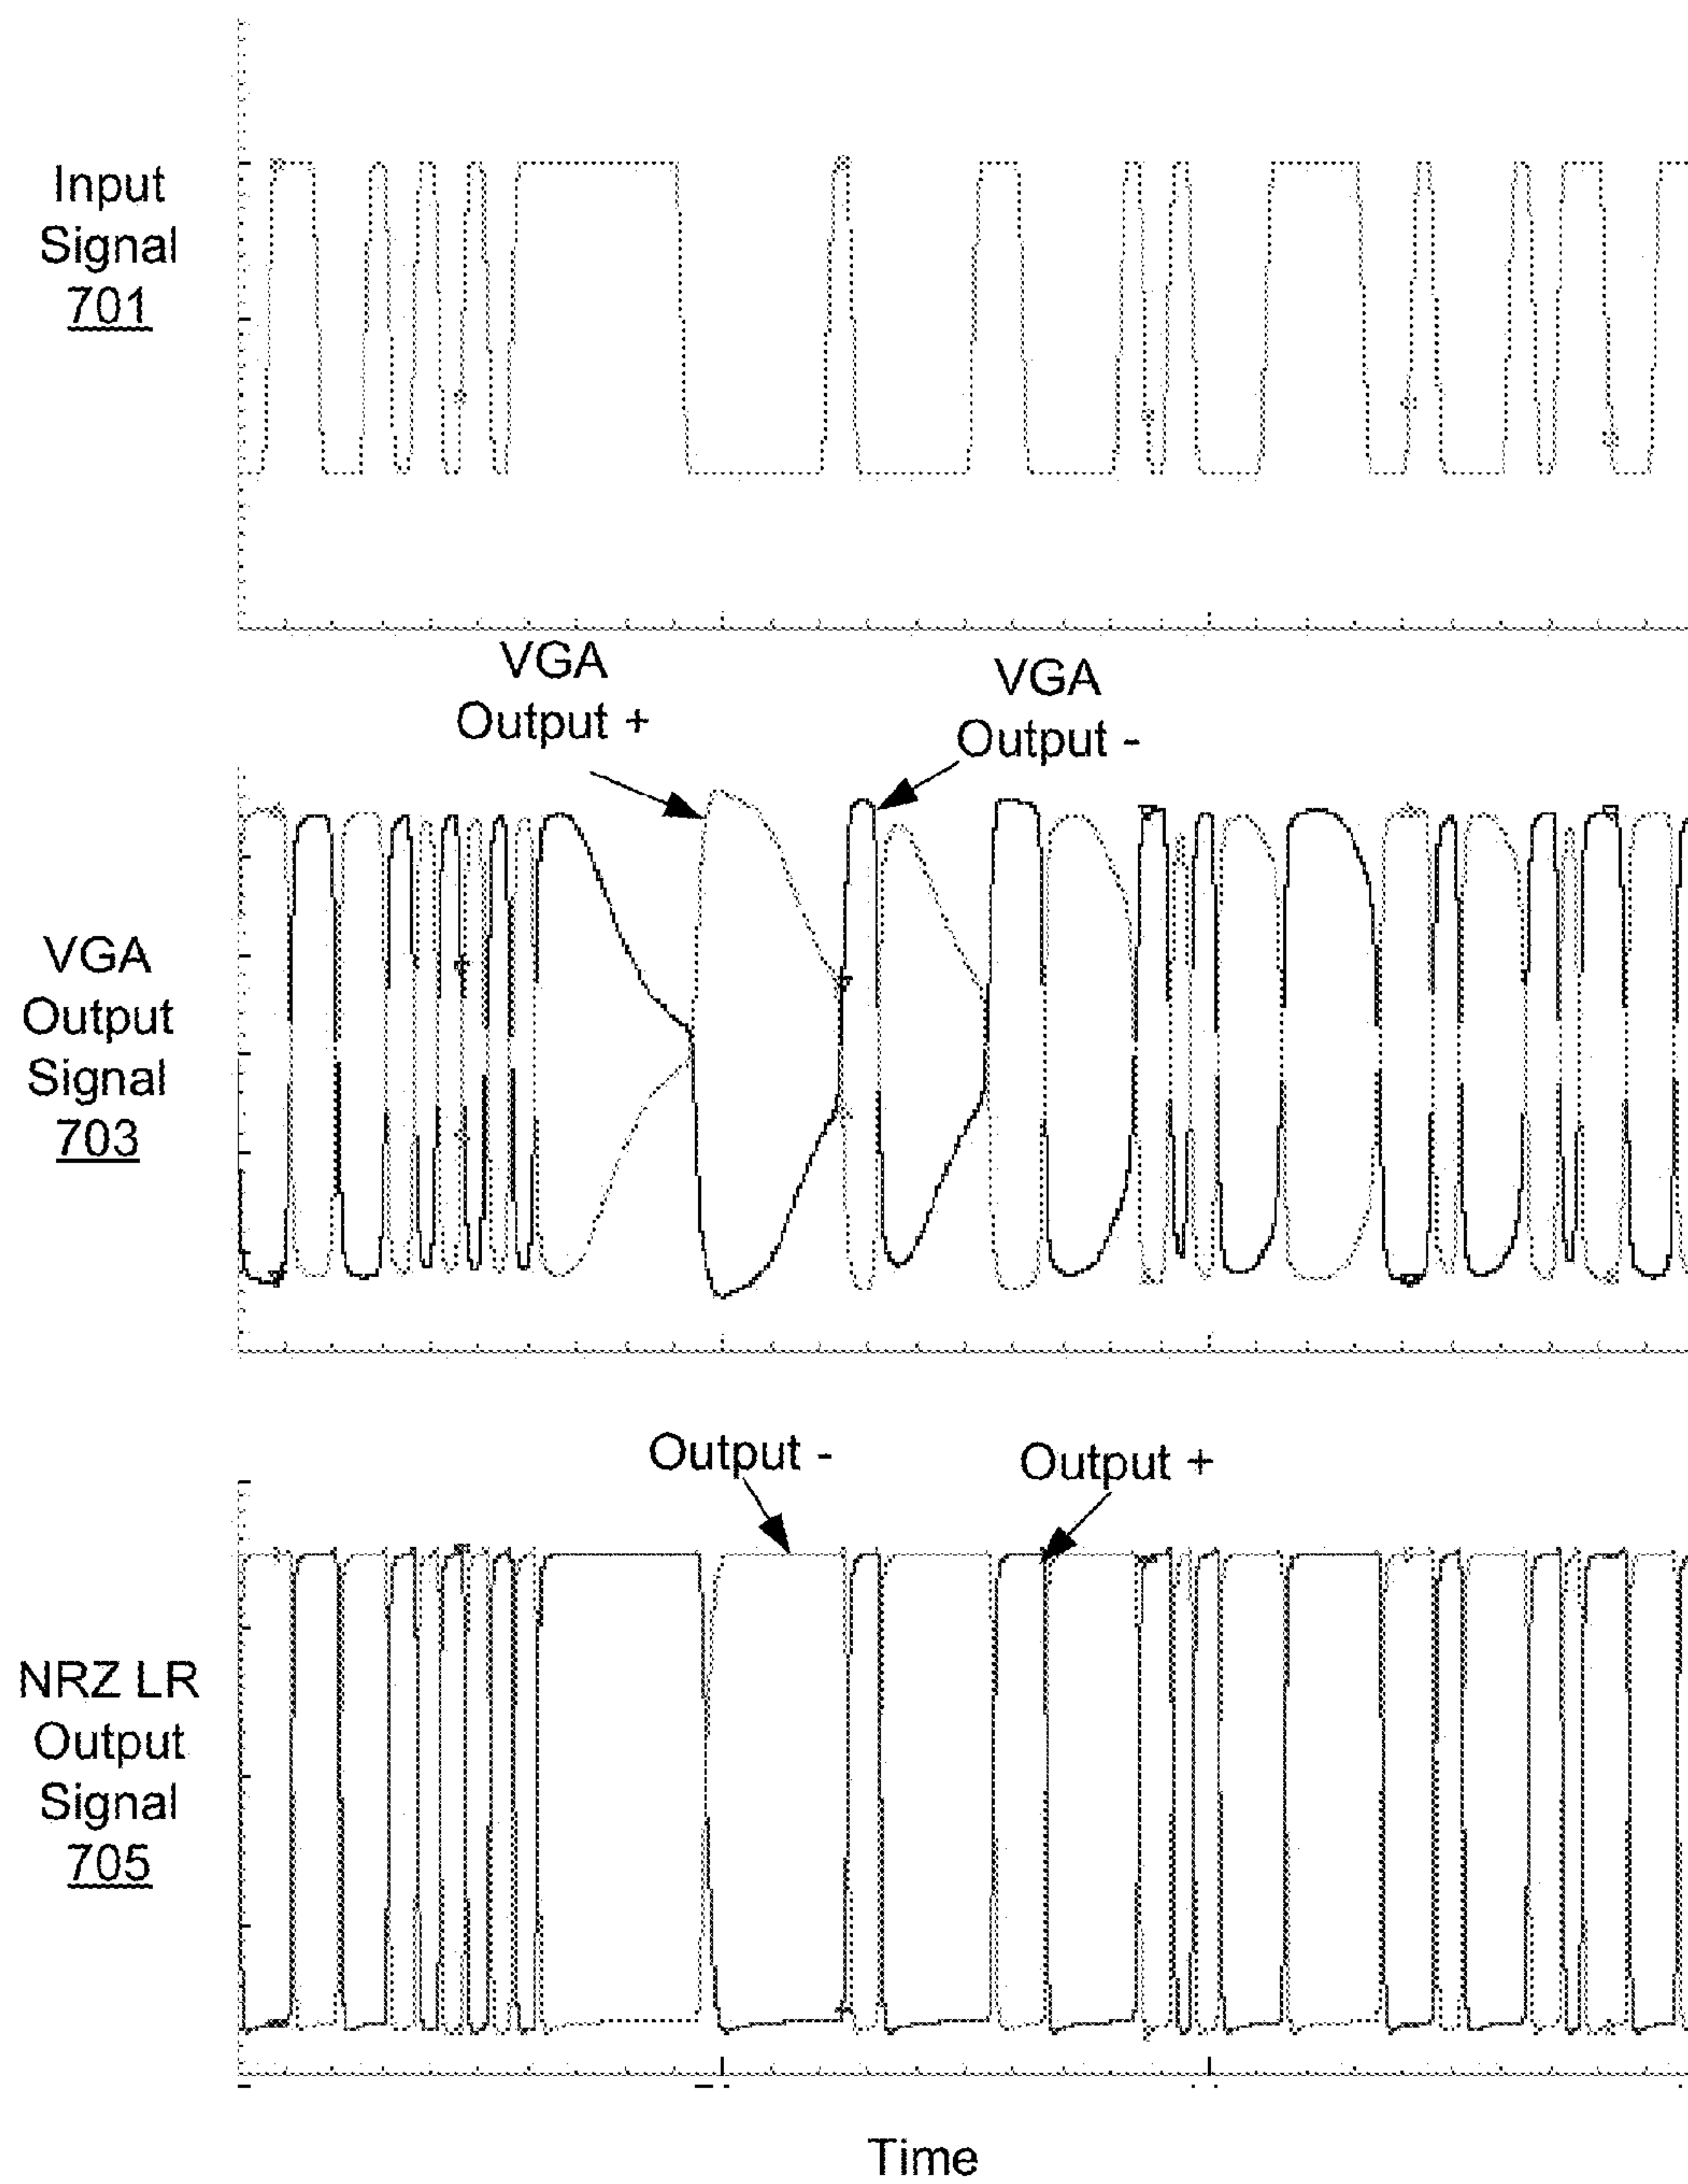 Input
Signal
701
VGA
Output +
VGA
Output -
VGA
Output
Signal
703
Output -
Output +
NRZ LR
Output
Signal
705
Time